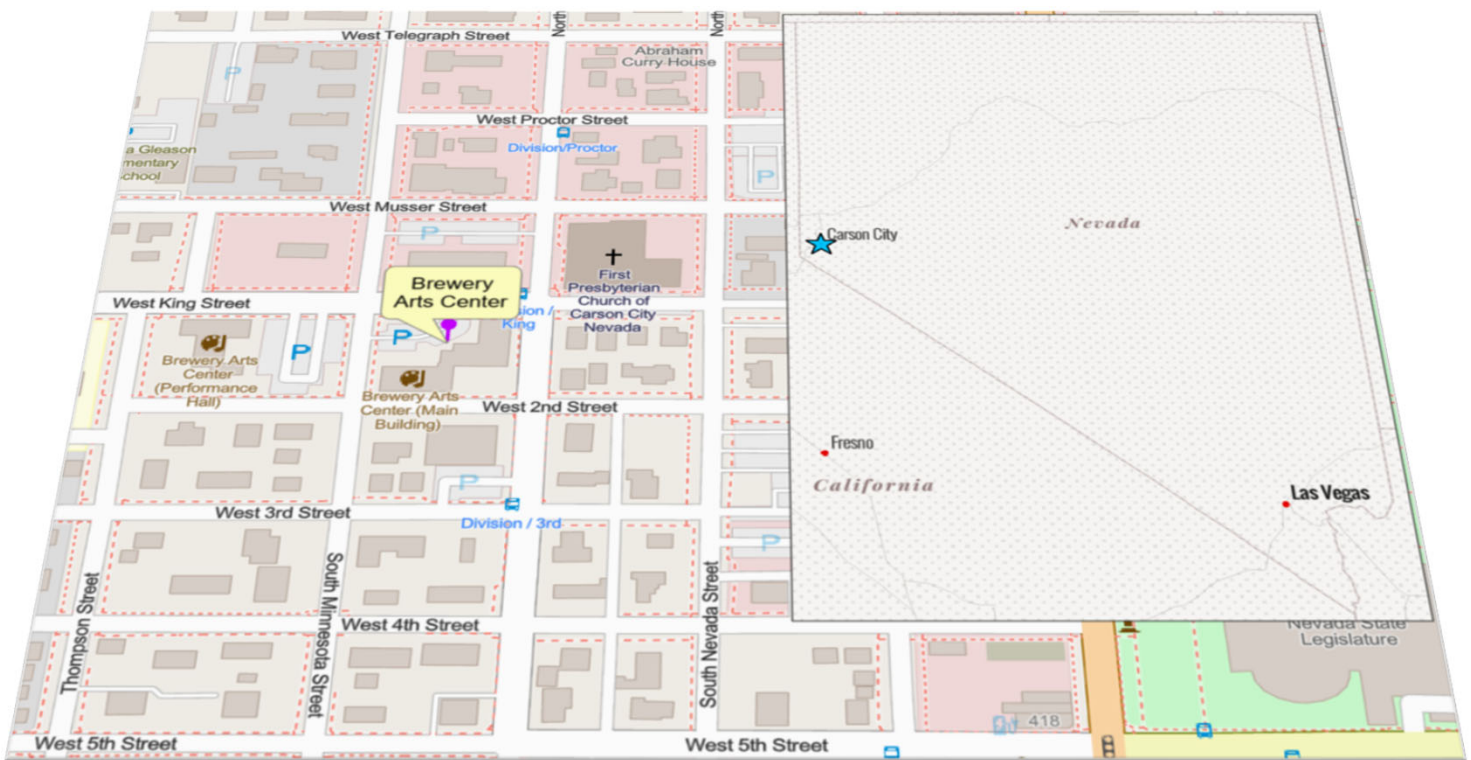 West Telegraph Street
North
North
Abraham
Curry House
West Proctor Street
Division/Proctor
P
a Gleason
mentary
chool
P
West Musser Street
P
Nevada
Carson City
First
Presbyterian
Church of
Carson City
Nevada
Brewery
Arts Center
West King Street
sion /
King
P
P
Brewery Arts
Center
(Performance
Hall)
Brewery Arts
Center (Main
Building)
West 2nd Street
Fresno
California
Las Vegas
P
West 3rd Street
Division / 3rd
P
Thompson Street
South Minnesota Street
South Nevada Street
West 4th Street
Nevada State
Legislature
418
West 5th Street
West 5th Street